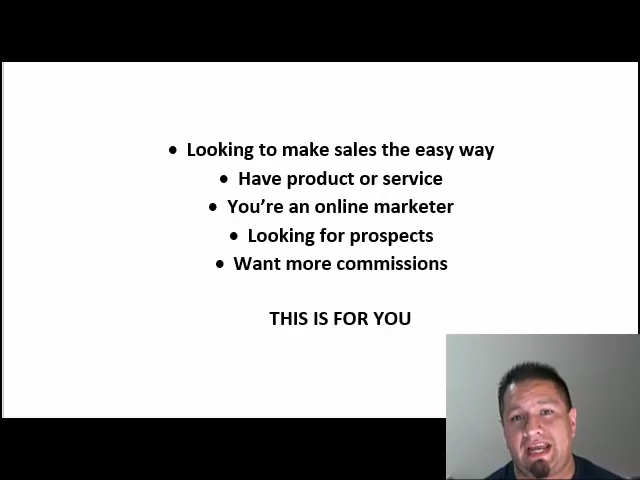 • Looking to make sales the easy way
• Have product or service
• You’re an online marketer
• Looking for prospects
• Want more commissions
THIS IS FOR YOU